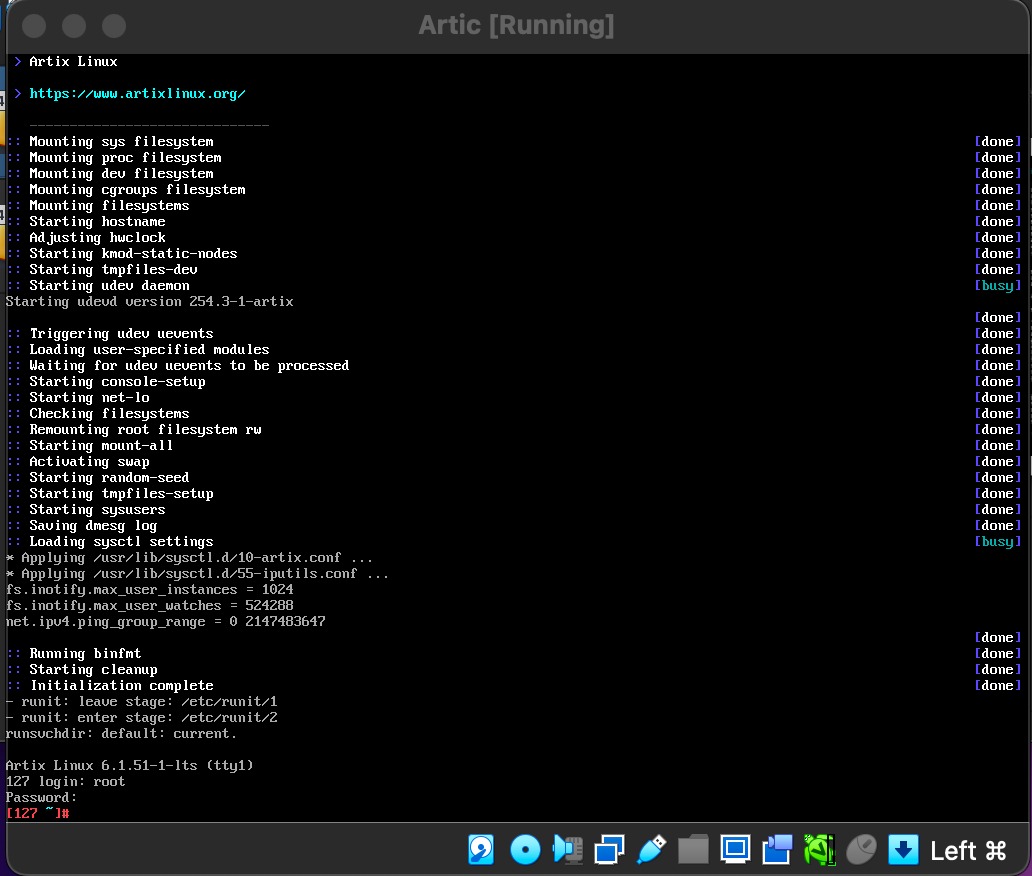 Artic [Running]
> Artix Linux
> https://www.artixlinux.org/
______________________________
:: Mounting sys filesystem [done]
:: Mounting proc filesystem [done]
:: Mounting dev filesystem [done]
:: Mounting cgroups filesystem [done]
:: Mounting filesystems [done]
:: Starting hostname [done]
:: Adjusting hwclock [done]
:: Starting kmod-static-nodes [done]
:: Starting tmpfiles-dev [done]
:: Starting udev daemon [busy]
Starting udevd version 254.3-1-artix
[done]
:: Triggering udev uevents [done]
:: Loading user-specified modules [done]
:: Waiting for udev uevents to be processed [done]
:: Starting console-setup [done]
:: Starting net-lo [done]
:: Checking filesystems [done]
:: Remounting root filesystem rw [done]
:: Starting mount-all [done]
:: Activating swap [done]
:: Starting random-seed [done]
:: Starting tmpfiles-setup [done]
:: Starting sysusers [done]
:: Saving dmesg log [done]
:: Loading sysctl settings [busy]
* Applying /usr/lib/sysctl.d/10-artix.conf ...
* Applying /usr/lib/sysctl.d/55-iputils.conf ...
fs.inotify.max_user_instances = 1024
fs.inotify.max_user_watches = 524288
net.ipv4.ping_group_range = 0 2147483647
[done]
:: Running binfmt [done]
:: Starting cleanup [done]
:: Initialization complete [done]
- runit: leave stage: /etc/runit/1
- runit: enter stage: /etc/runit/2
runsvchdir: default: current.
Artix Linux 6.1.51-1-lts (tty1)
127 login: root
Password:
[127 ~]#
Left ⌘